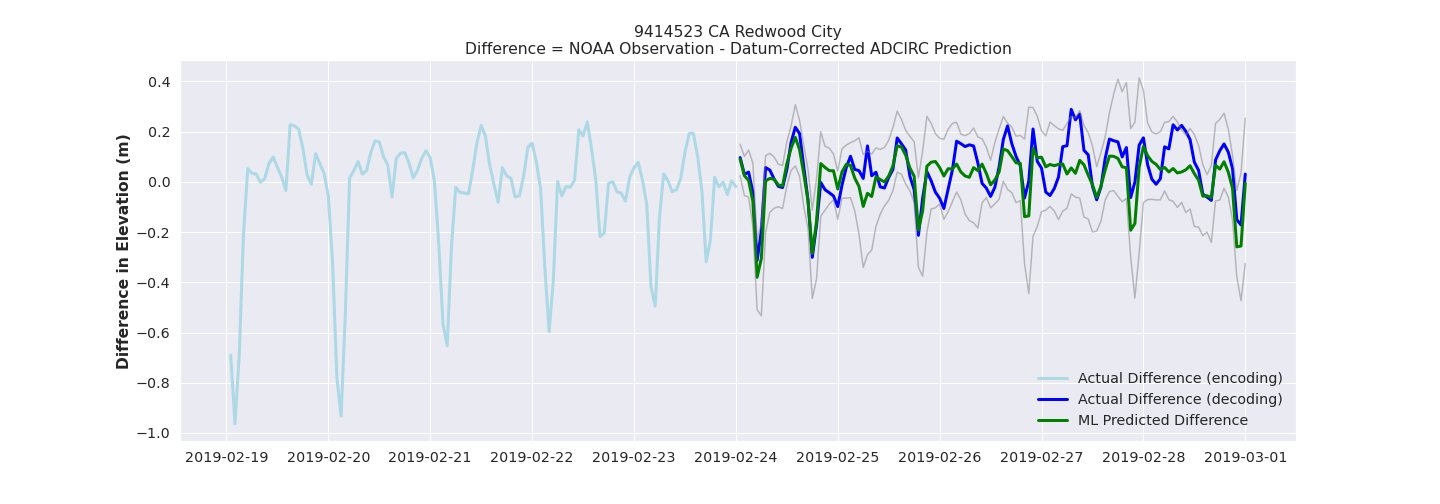 9414523 CA Redwood City
Difference = NOAA Observation - Datum-Corrected ADCIRC Prediction
Difference in Elevation (m)
0.4
0.2
0.0
−0.2
−0.4
−0.6
−0.8
−1.0
Actual Difference (encoding)
Actual Difference (decoding)
ML Predicted Difference
2019-02-19 2019-02-20 2019-02-21 2019-02-22 2019-02-23 2019-02-24 2019-02-25 2019-02-26 2019-02-27 2019-02-28 2019-03-01